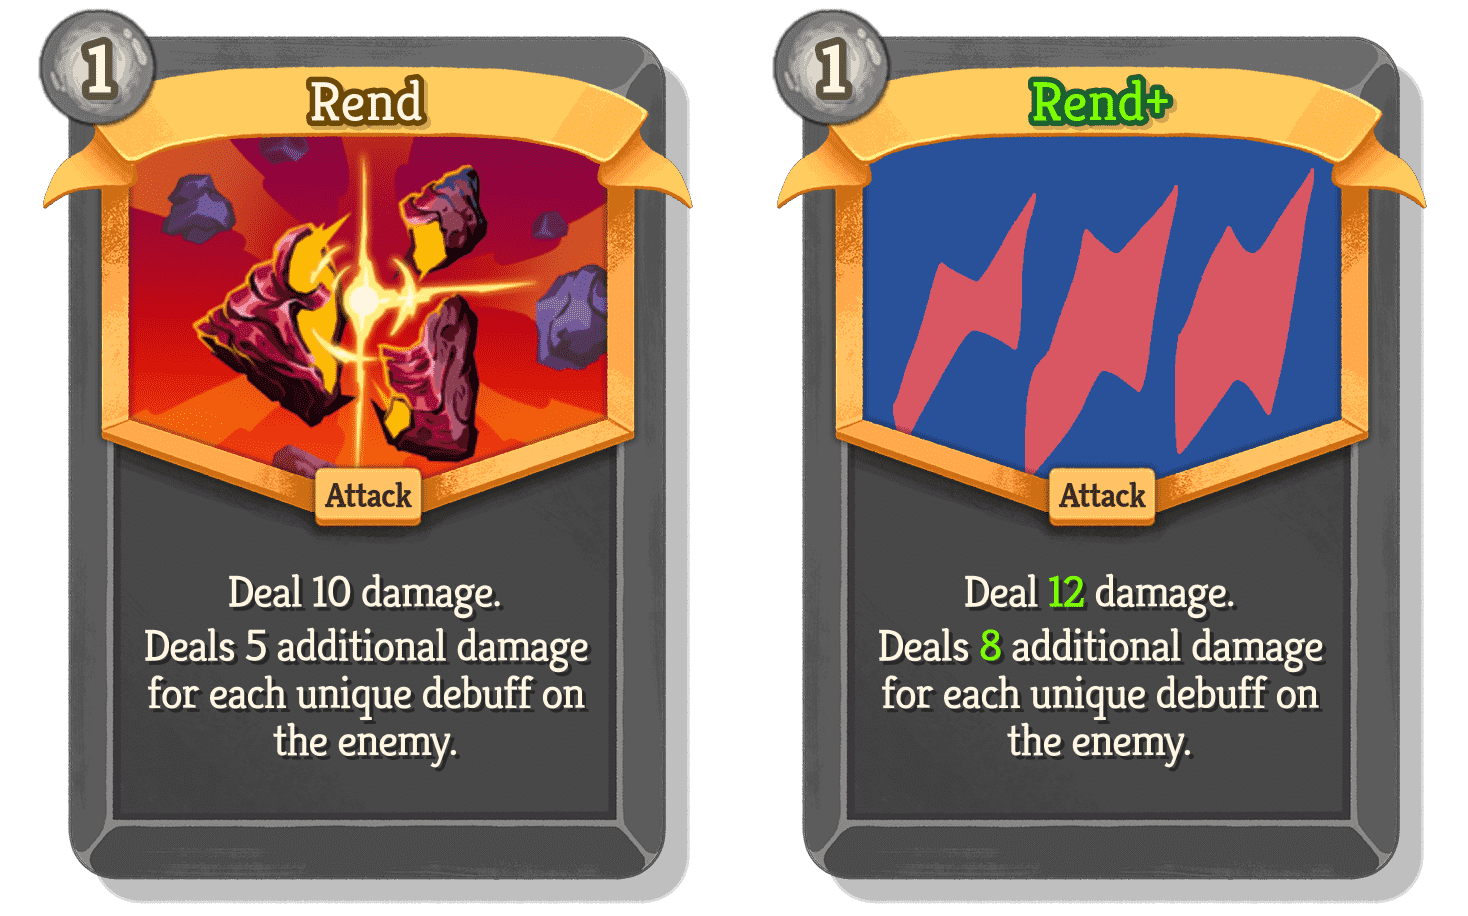 1
Rend
Attack
Deal 10 damage.
Deals 5 additional damage
for each unique debuff on
the enemy.
1
Rend+
Attack
Deal 12 damage.
Deals 8 additional damage
for each unique debuff on
the enemy.